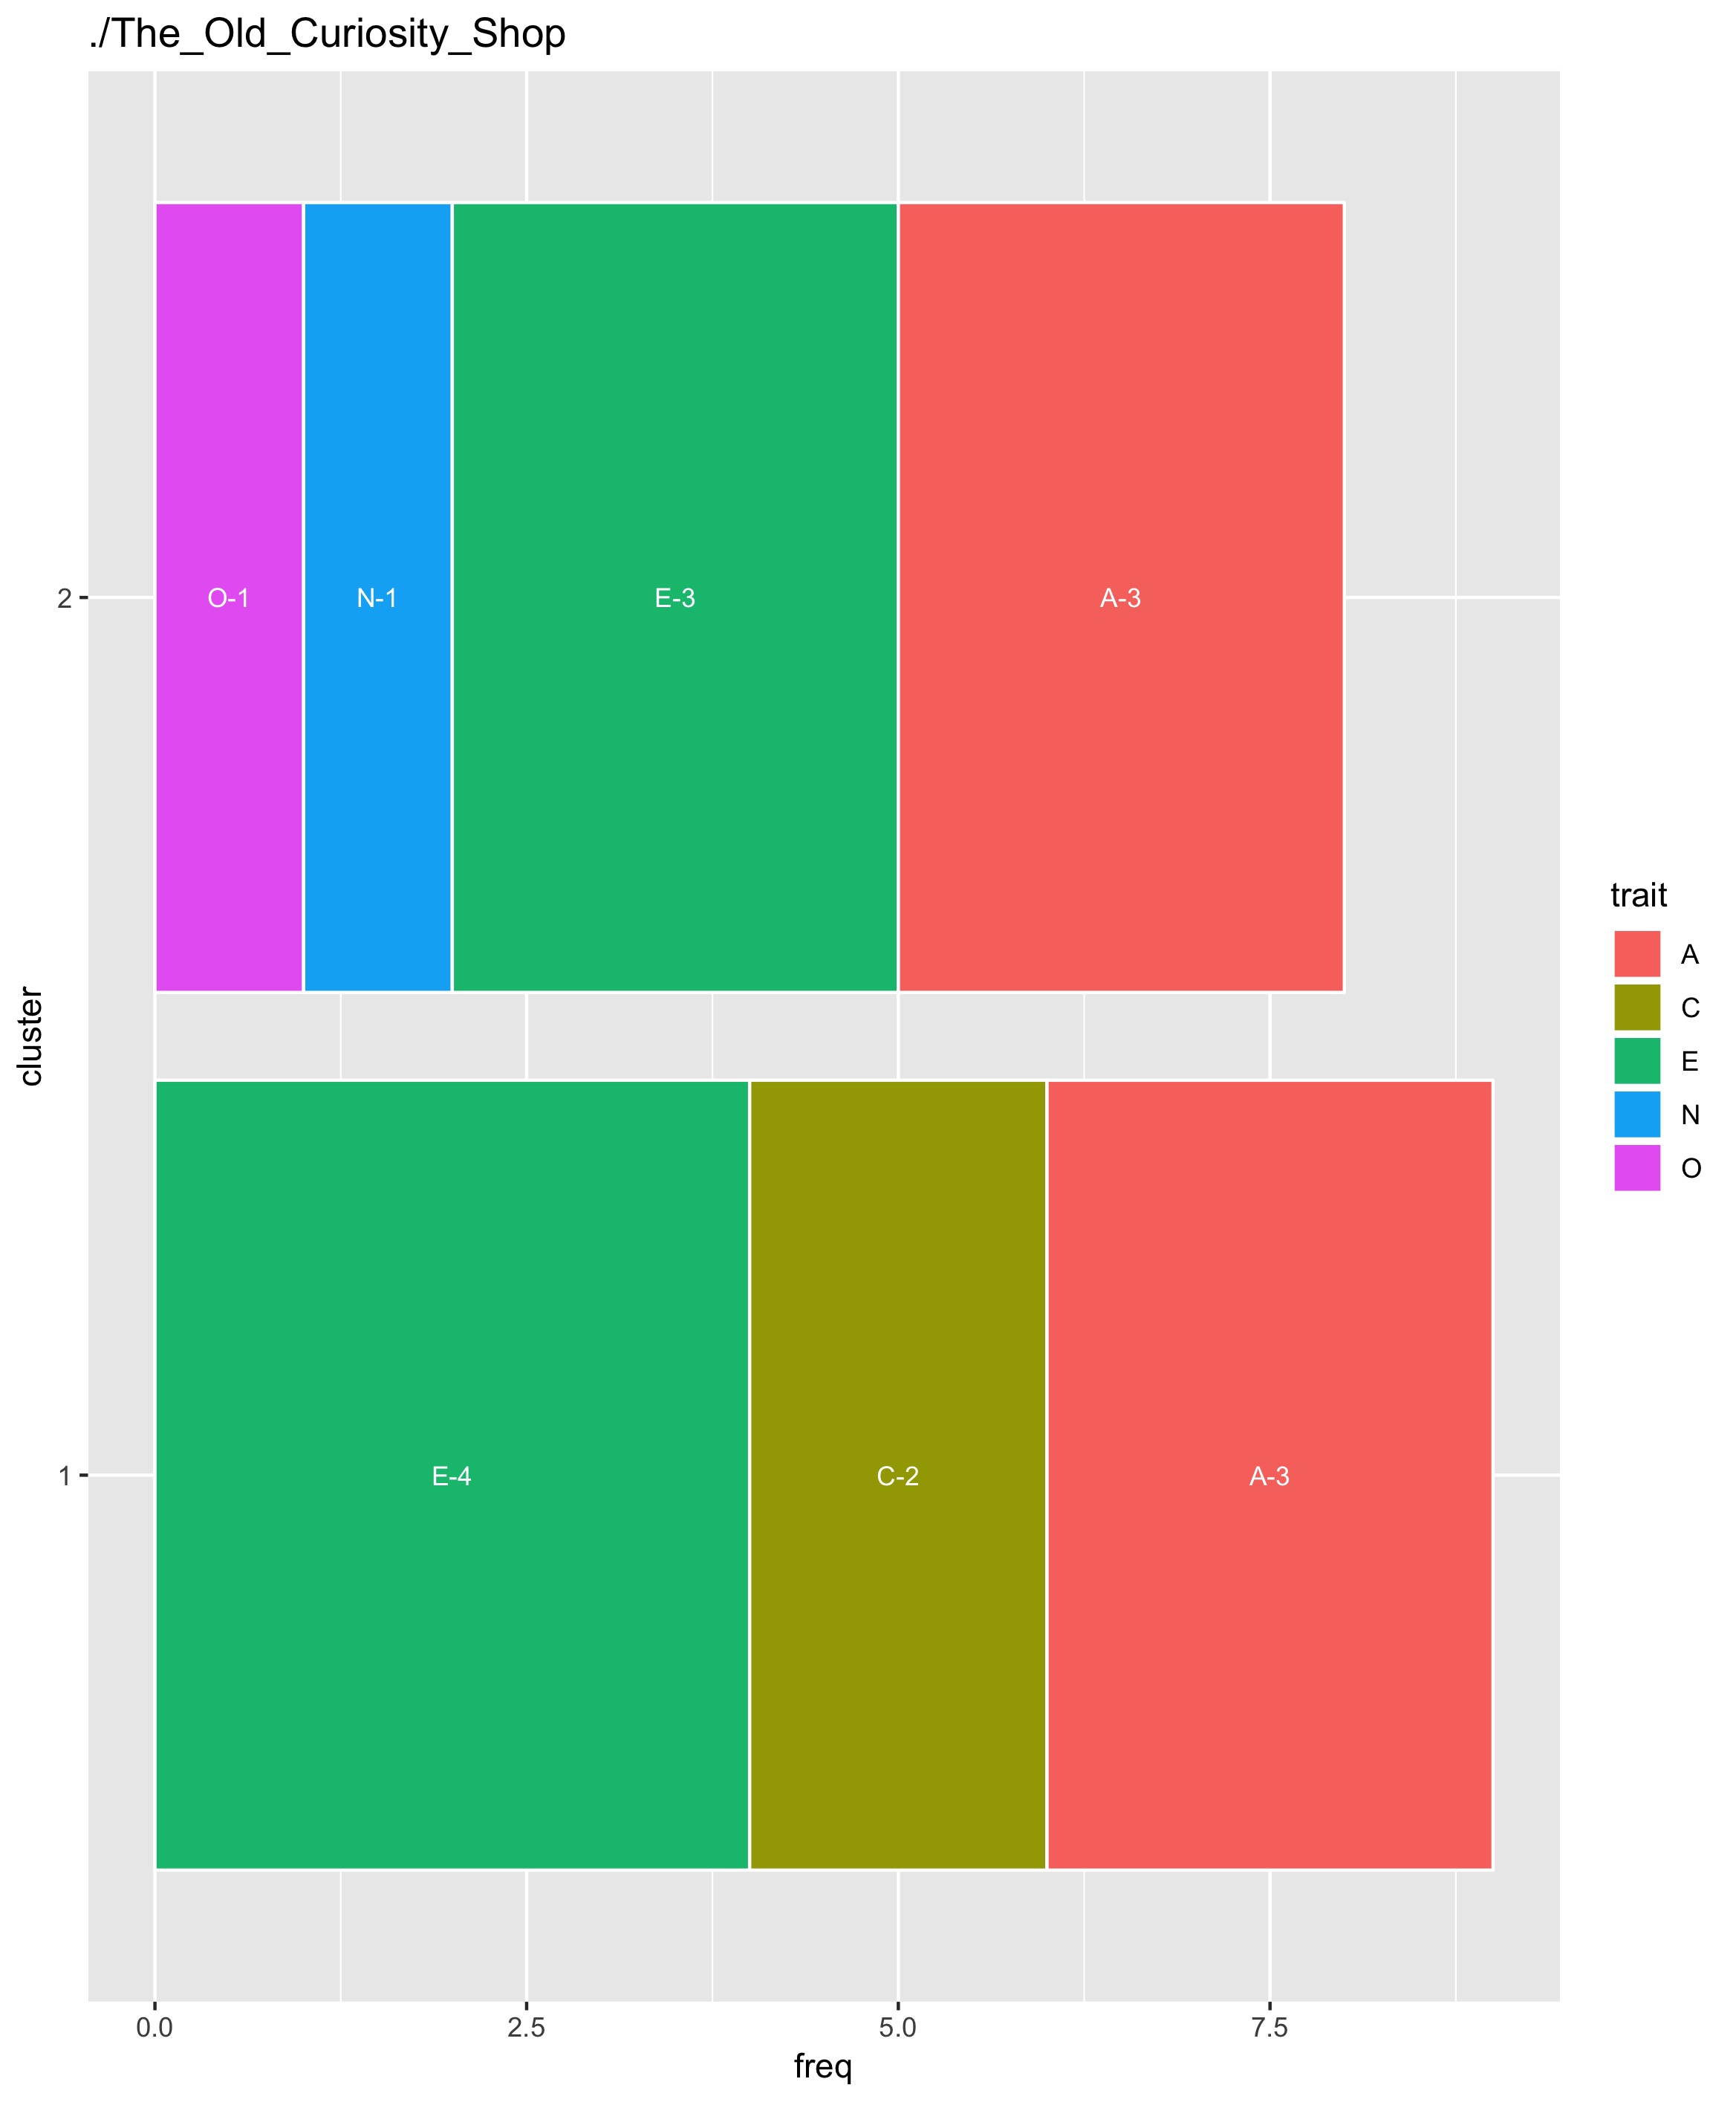 ./The_Old_Curiosity_Shop
cluster
2
O-1 N-1 E-3 A-3
1
E-4 C-2 A-3
0.0 2.5 5.0 7.5
freq
trait
A
C
E
N
O